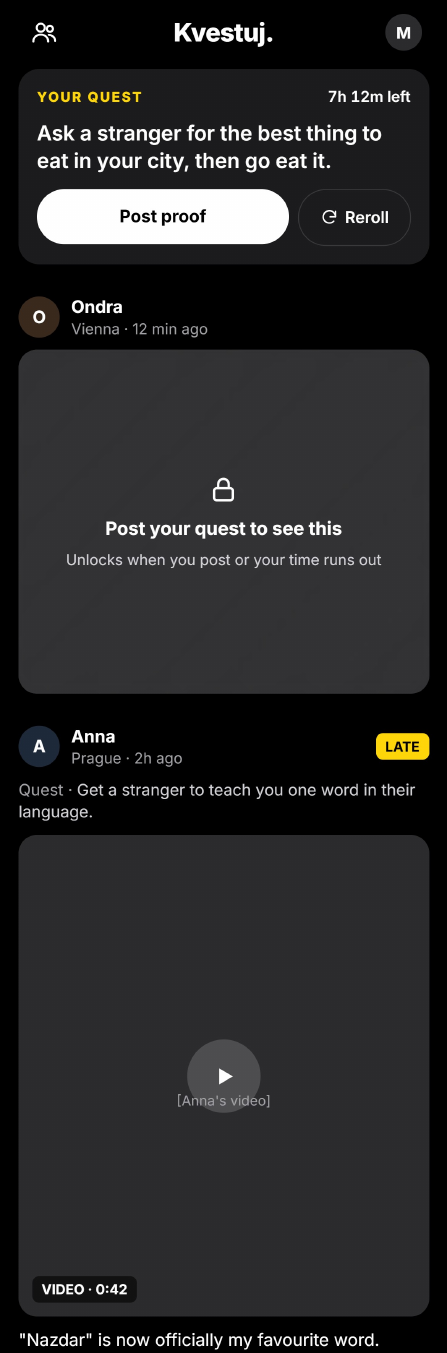 Kvestuj.
M
YOUR QUEST
7h 12m left
Ask a stranger for the best thing to
eat in your city, then go eat it.
Post proof
Reroll
O
Ondra
Vienna · 12 min ago
Post your quest to see this
Unlocks when you post or your time runs out
A
Anna
Prague · 2h ago
LATE
Quest · Get a stranger to teach you one word in their
language.
[Anna's video]
VIDEO · 0:42
"Nazdar" is now officially my favourite word.